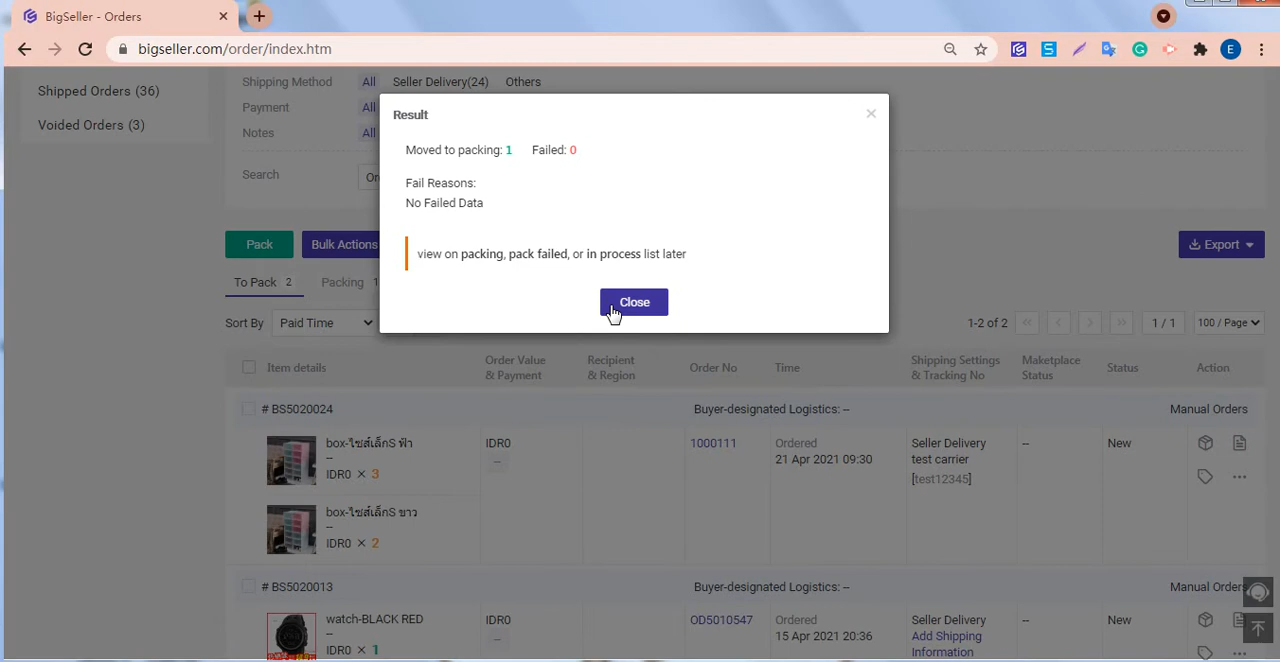 BigSeller - Orders
bigseller.com/order/index.htm
E
Shipped Orders (36)
Voided Orders (3)
Shipping Method All Seller Delivery(24) Others
Payment All
Notes All
Search Or
Result
Moved to packing: 1 Failed: 0
Fail Reasons:
No Failed Data
view on packing, pack failed, or in process list later
Close
Pack Bulk Actions Export
To Pack 2 Packing 1
Sort By Paid Time 1-2 of 2 1 / 1 100 / Page
Item details
Order Value
& Payment
Recipient
& Region
Order No
Time
Shipping Settings
& Tracking No
Maketplace
Status
Status
Action
# BS5020024 Buyer-designated Logistics: -- Manual Orders
box-ไซส์เล็กS ฟ้า
--
IDR0 × 3
box-ไซส์เล็กS ขาว
--
IDR0 × 2
IDR0
--
1000111
Ordered
21 Apr 2021 09:30
Seller Delivery
test carrier
[test12345]
--
New
# BS5020013 Buyer-designated Logistics: -- Manual Orders
watch-BLACK RED
--
IDR0 × 1
IDR0
--
OD5010547
Ordered
15 Apr 2021 20:36
Seller Delivery
Add Shipping
Information
--
New